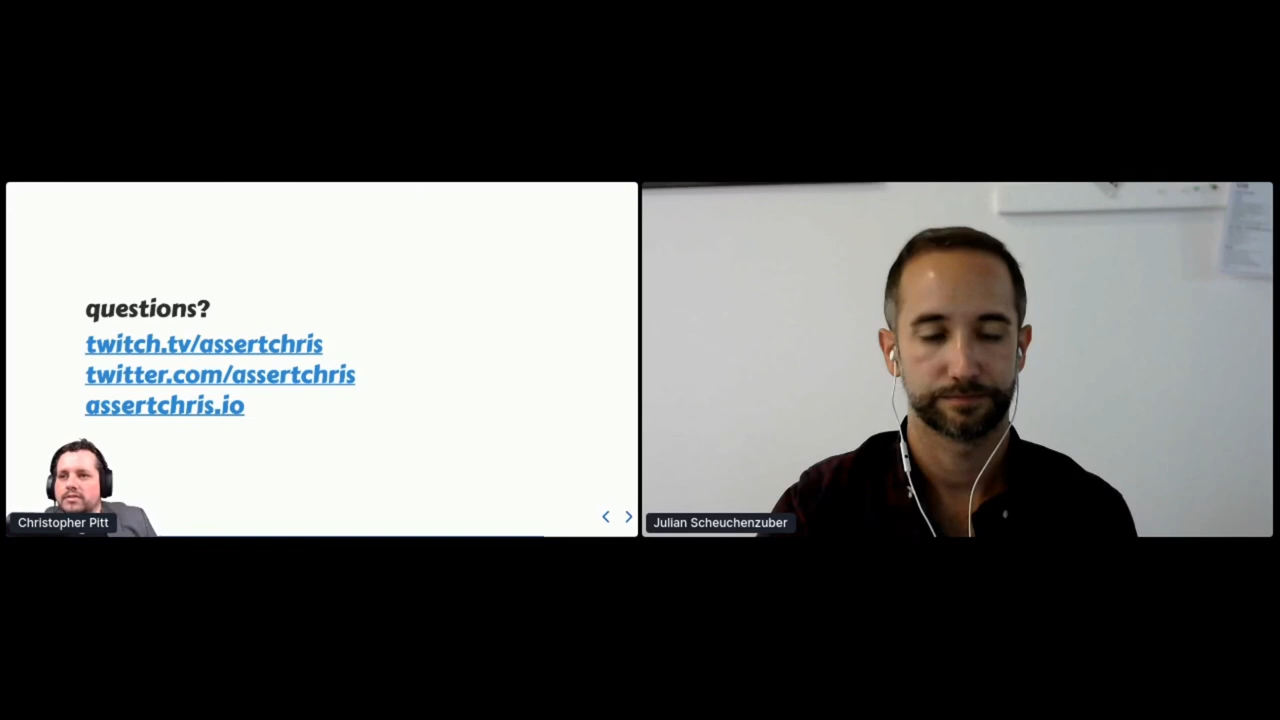 questions?
twitch.tv/assertchris
twitter.com/assertchris
assertchris.io
Christopher Pitt
Julian Scheuchenzuber